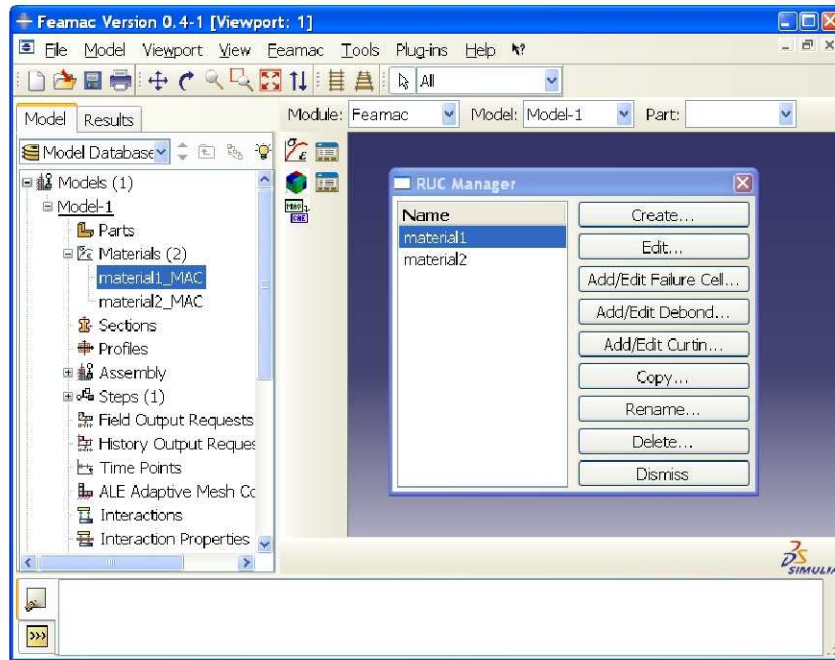 Feamac Version 0.4-1 [Viewport: 1]
File Model Viewport View Feamac Tools Plug-ins Help
All
Model Results
Module: Feamac Model: Model-1 Part:
Model Database
Models (1)
Model-1
Parts
Materials (2)
material1_MAC
material2_MAC
Sections
Profiles
Assembly
Steps (1)
Field Output Requests
History Output Reques
Time Points
ALE Adaptive Mesh Co
Interactions
Interaction Properties
σ/ε
MAC
RUC Manager
Name
material1
material2
Create...
Edit...
Add/Edit Failure Cell...
Add/Edit Debond...
Add/Edit Curtin...
Copy...
Rename...
Delete...
Dismiss
SIMULIA
>>>